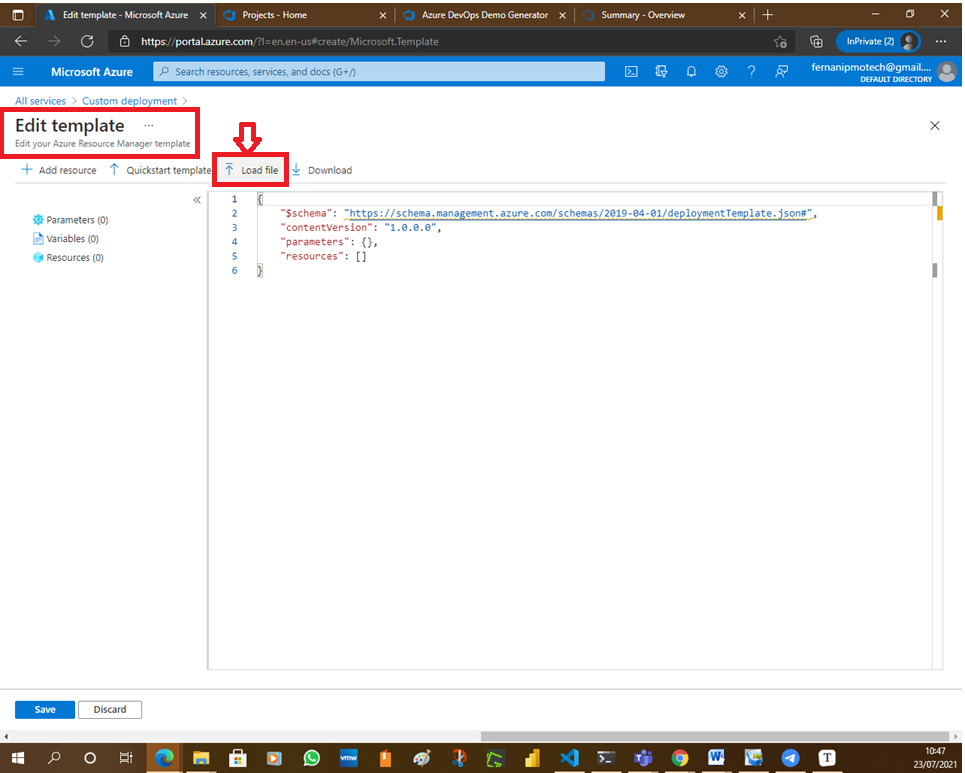 Edit template - Microsoft Azure
Projects - Home
Azure DevOps Demo Generator
Summary - Overview
https://portal.azure.com/?l=en.en-us#create/Microsoft.Template
InPrivate (2)
Microsoft Azure
Search resources, services, and docs (G+/)
fernanipmotech@gmail....
DEFAULT DIRECTORY
All services > Custom deployment >
Edit template ...
Edit your Azure Resource Manager template
Add resource
Quickstart template
Load file
Download
Parameters (0)
Variables (0)
Resources (0)
1 {
2 "$schema": "https://schema.management.azure.com/schemas/2019-04-01/deploymentTemplate.json#",
3 "contentVersion": "1.0.0.0",
4 "parameters": {},
5 "resources": []
6 }
Save
Discard
vmw
10:47
23/07/2021